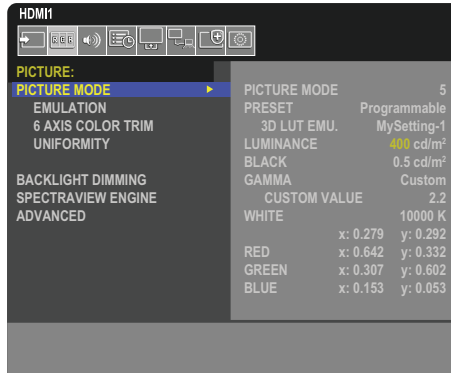 HDMI1
RGB
PICTURE:
PICTURE MODE
EMULATION
6 AXIS COLOR TRIM
UNIFORMITY
BACKLIGHT DIMMING
SPECTRAVIEW ENGINE
ADVANCED
PICTURE MODE 5
PRESET Programmable
3D LUT EMU. MySetting-1
LUMINANCE 400 cd/m²
BLACK 0.5 cd/m²
GAMMA Custom
CUSTOM VALUE 2.2
WHITE 10000 K
x: 0.279 y: 0.292
RED x: 0.642 y: 0.332
GREEN x: 0.307 y: 0.602
BLUE x: 0.153 y: 0.053